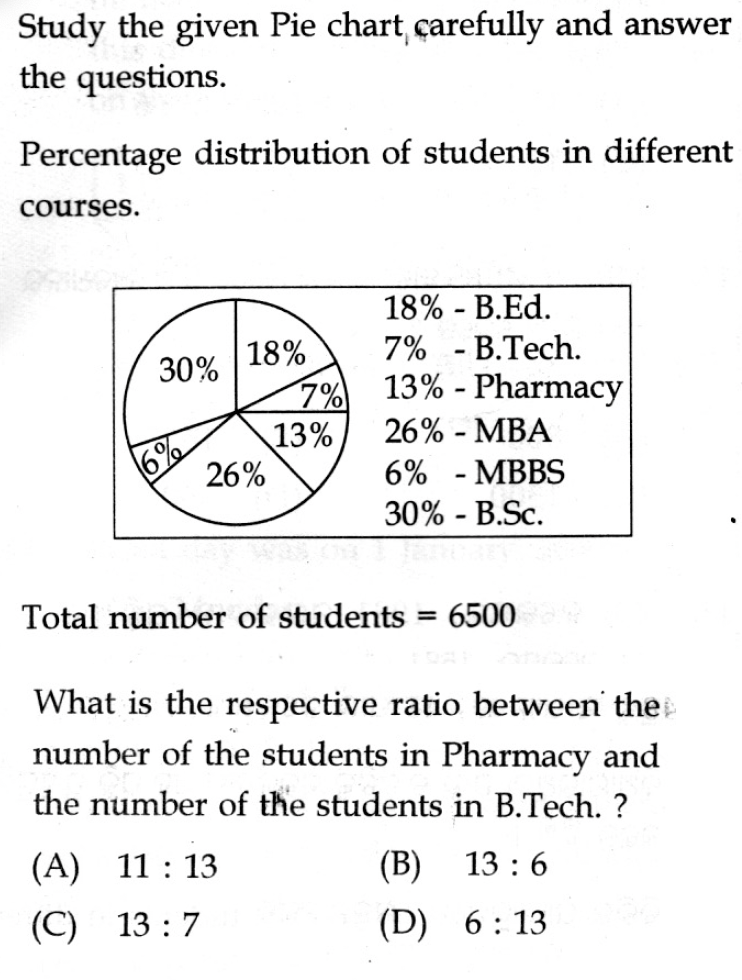 Study the given Pie chart carefully and answer
the questions.
Percentage distribution of students in different
courses.
30%
18%
7%
13%
26%
6%
18% - B.Ed.
7% - B.Tech.
13% - Pharmacy
26% - MBA
6% - MBBS
30% - B.Sc.
Total number of students = 6500
What is the respective ratio between the
number of the students in Pharmacy and
the number of the students in B.Tech. ?
(A) 11 : 13 (B) 13 : 6
(C) 13 : 7 (D) 6 : 13